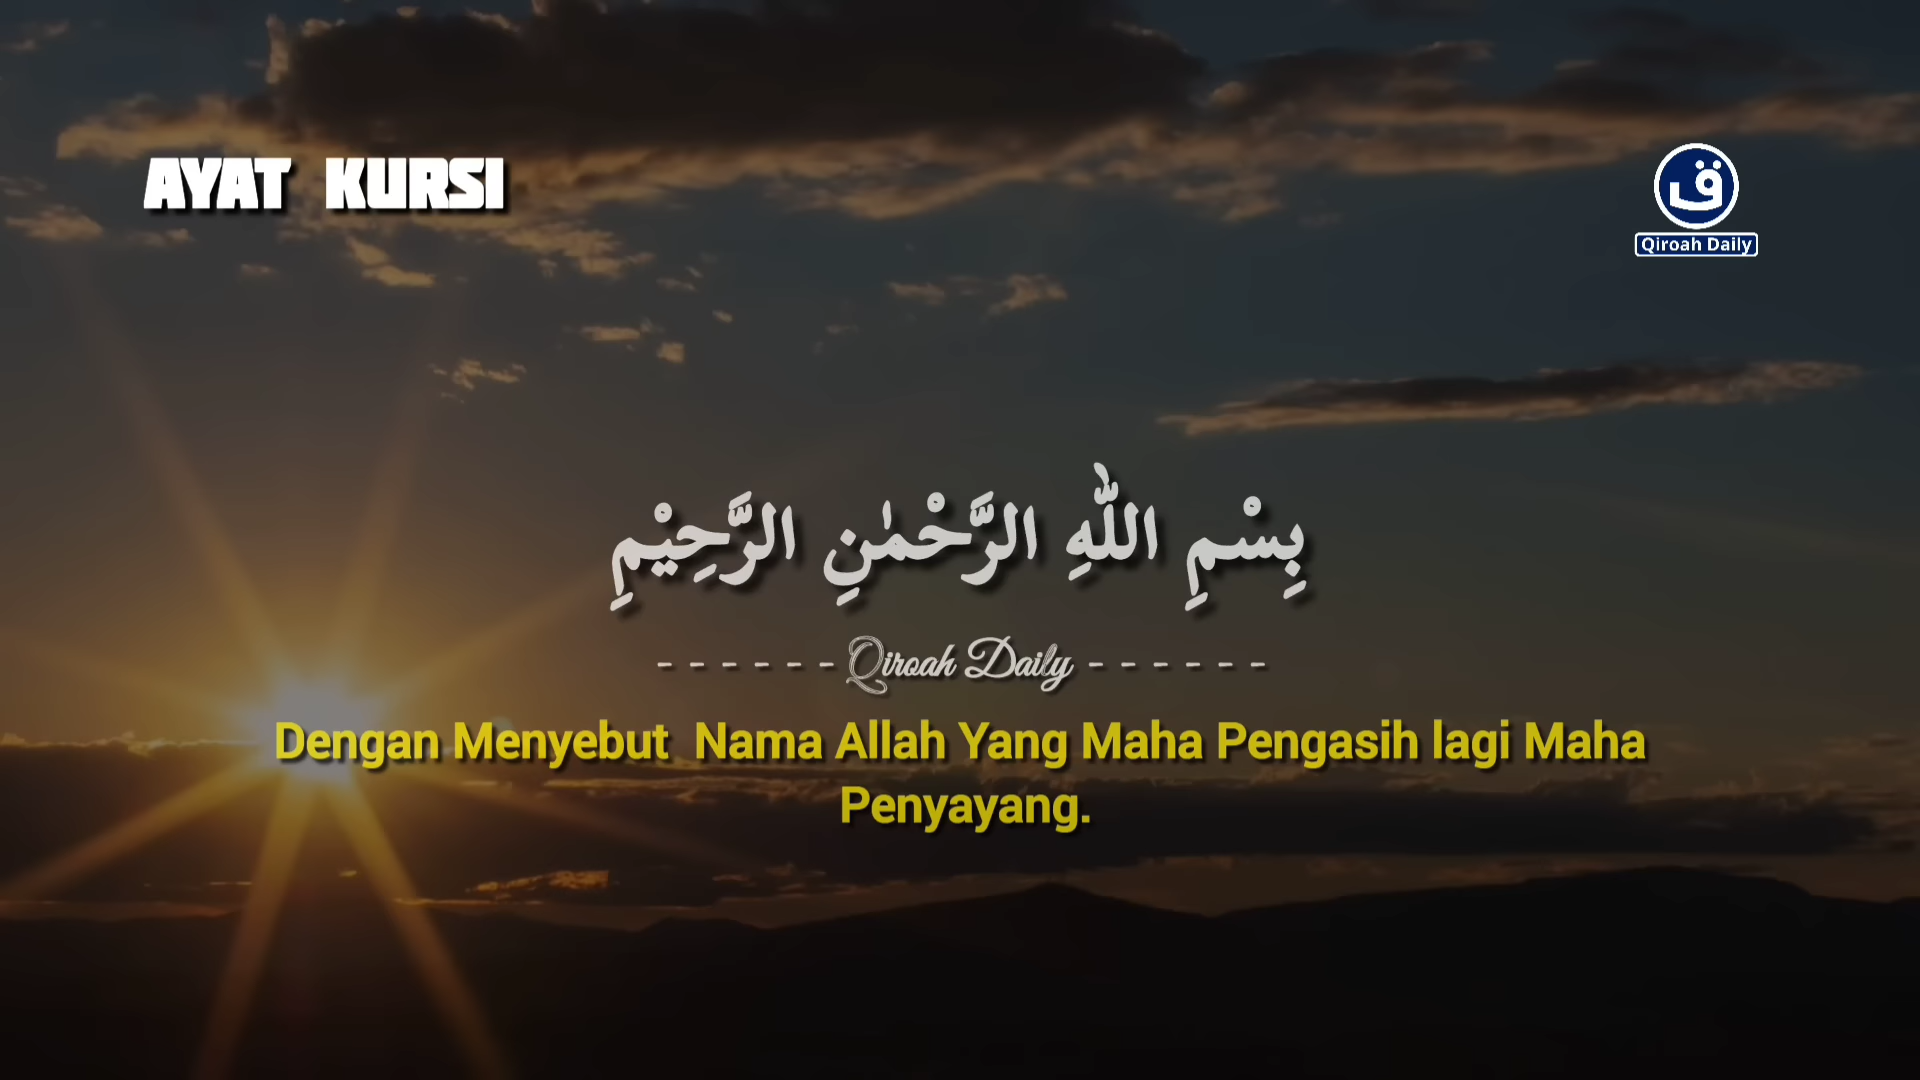 AYAT KURSI
ق
Qiroah Daily
بِسْمِ اللّٰهِ الرَّحْمٰنِ الرَّحِيْمِ
- - - - - - Qiroah Daily - - - - - -
Dengan Menyebut  Nama Allah Yang Maha Pengasih lagi Maha
Penyayang.